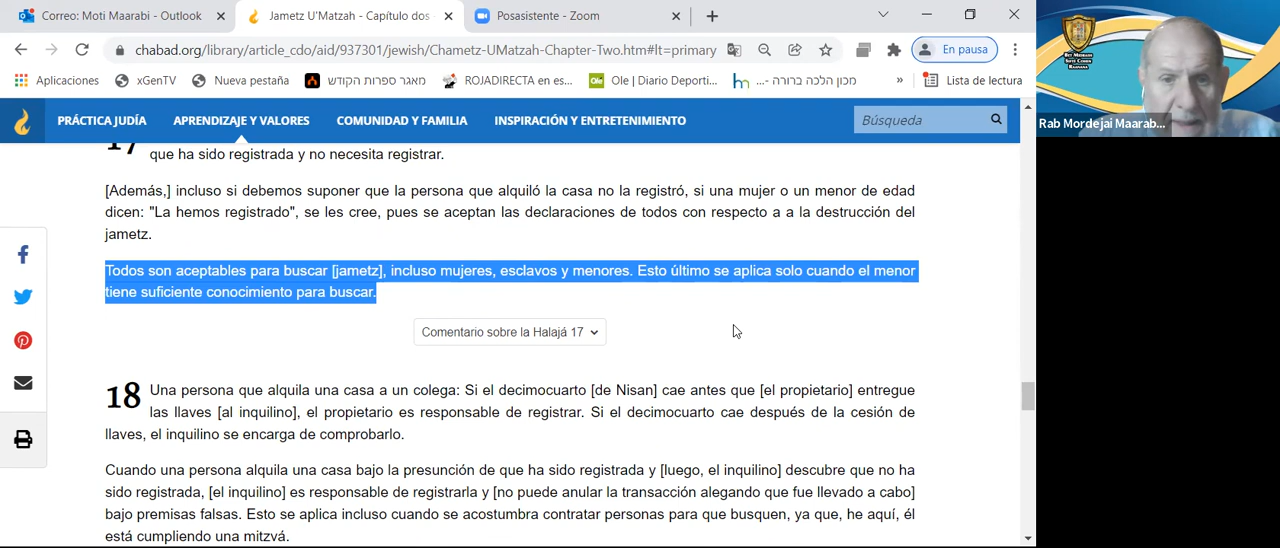 Correo: Moti Maarabi - Outlook
Jametz U'Matzah - Capítulo dos
Posasistente - Zoom
chabad.org/library/article_cdo/aid/937301/jewish/Chametz-UMatzah-Chapter-Two.htm#lt=primary
En pausa
Aplicaciones
xGenTV
Nueva pestaña
מאגר ספרות הקודש
ROJADIRECTA en es...
Ole | Diario Deporti...
מכון הלכה ברורה -...
»
Lista de lectura
Rab Mordejai Maarab...
PRÁCTICA JUDÍA
APRENDIZAJE Y VALORES
COMUNIDAD Y FAMILIA
INSPIRACIÓN Y ENTRETENIMIENTO
Búsqueda
17
que ha sido registrada y no necesita registrar.
[Además,] incluso si debemos suponer que la persona que alquiló la casa no la registró, si una mujer o un menor de edad
dicen: "La hemos registrado", se les cree, pues se aceptan las declaraciones de todos con respecto a a la destrucción del
jametz.
Todos son aceptables para buscar [jametz], incluso mujeres, esclavos y menores. Esto último se aplica solo cuando el menor
tiene suficiente conocimiento para buscar.
Comentario sobre la Halajá 17
18
Una persona que alquila una casa a un colega: Si el decimocuarto [de Nisan] cae antes que [el propietario] entregue
las llaves [al inquilino], el propietario es responsable de registrar. Si el decimocuarto cae después de la cesión de
llaves, el inquilino se encarga de comprobarlo.
Cuando una persona alquila una casa bajo la presunción de que ha sido registrada y [luego, el inquilino] descubre que no ha
sido registrada, [el inquilino] es responsable de registrarla y [no puede anular la transacción alegando que fue llevado a cabo]
bajo premisas falsas. Esto se aplica incluso cuando se acostumbra contratar personas para que busquen, ya que, he aquí, él
está cumpliendo una mitzvá.